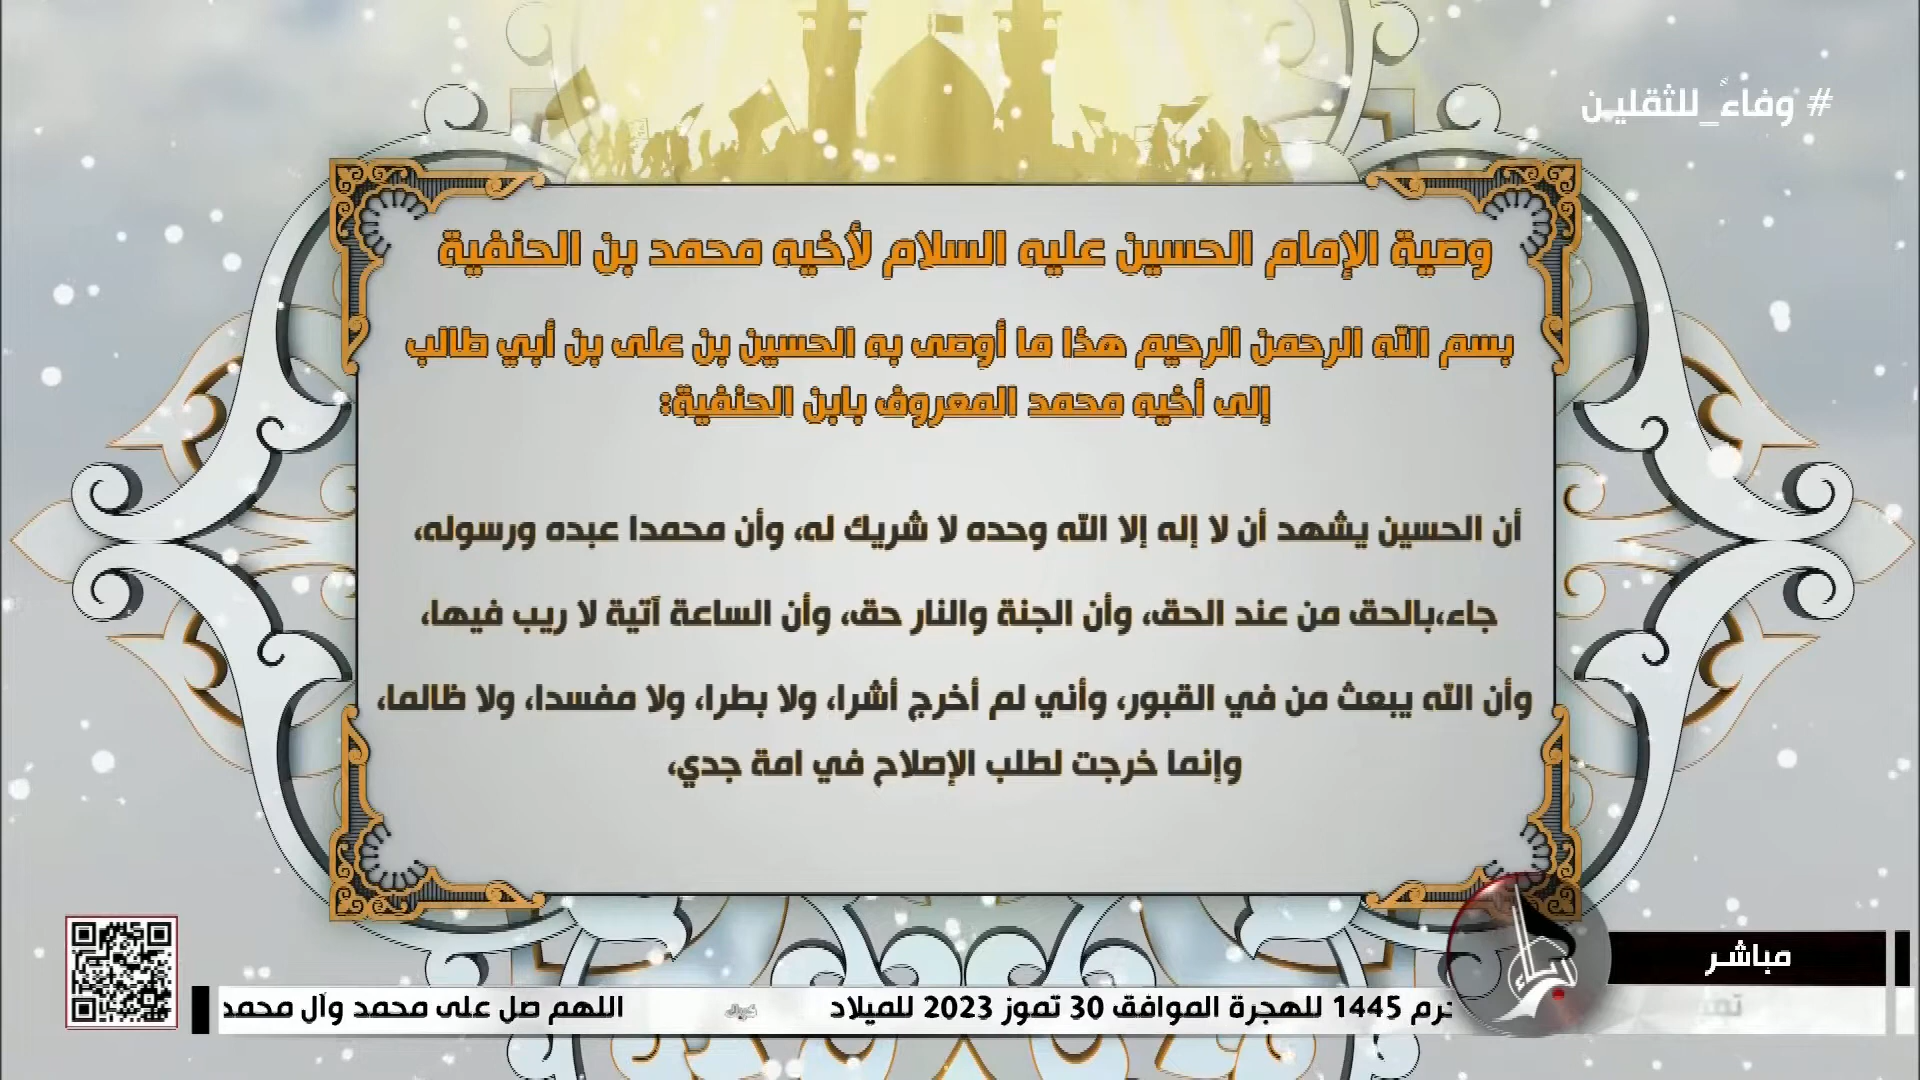 # وفاءً_للثقلين
وصية الإمام الحسين عليه السلام لأخيه محمد بن الحنفية
بسم الله الرحمن الرحيم هذا ما أوصى به الحسين بن على بن أبي طالب
إلى أخيه محمد المعروف بابن الحنفية:
أن الحسين يشهد أن لا إله إلا الله وحده لا شريك له، وأن محمدا عبده ورسوله،
جاء،بالحق من عند الحق، وأن الجنة والنار حق، وأن الساعة آتية لا ريب فيها،
وأن الله يبعث من في القبور، وأني لم أخرج أشرا، ولا بطرا، ولا مفسدا، ولا ظالما،
وإنما خرجت لطلب الإصلاح في امة جدي،
مباشر
1445 للهجرة الموافق 30 تموز 2023 للميلاد
اللهم صل على محمد وآل محمد